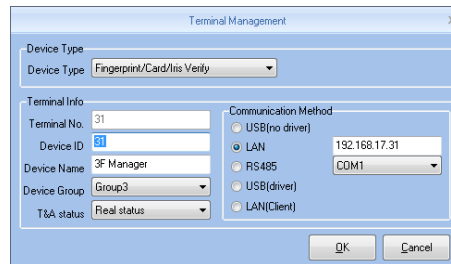 Terminal Management
Device Type
Device Type Fingerprint/Card/Iris Verify
Terminal Info
Terminal No. 31
Device ID 31
Device Name 3F Manager
Device Group Group3
T&A status Real status
Communication Method
USB(no driver)
LAN 192.168.17.31
RS485 COM1
USB(driver)
LAN(Client)
OK Cancel